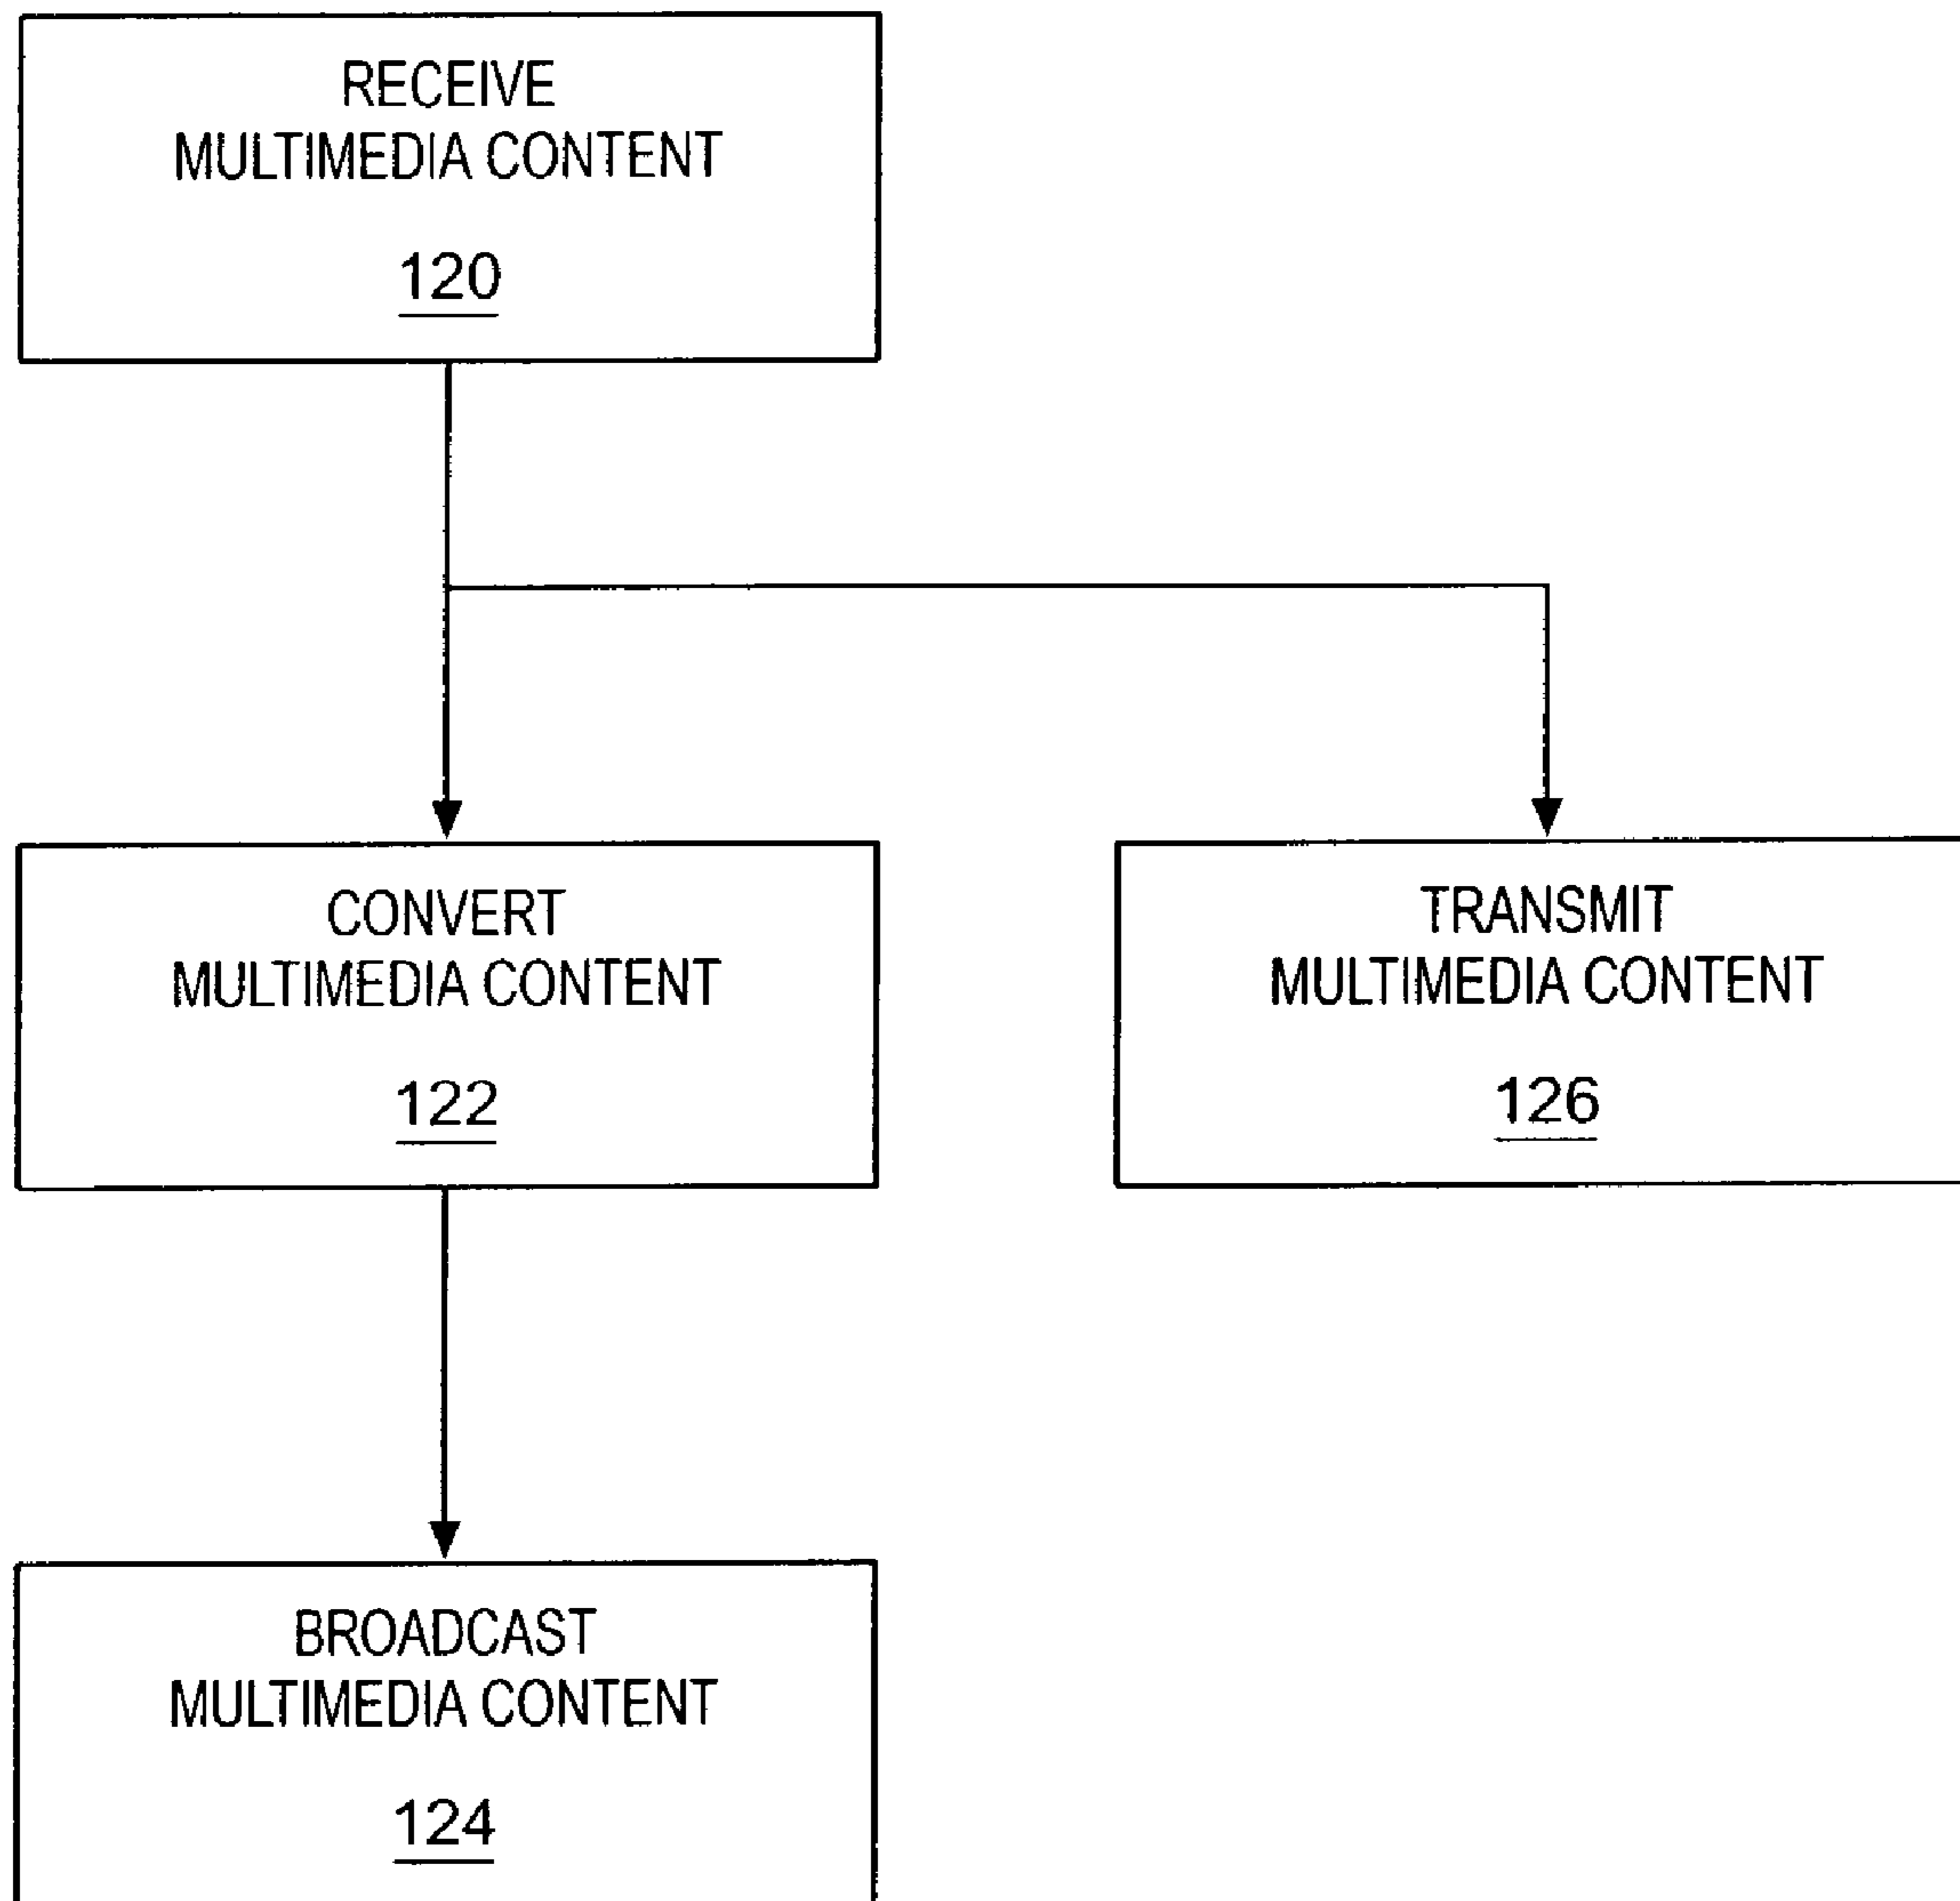 RECEIVE
MULTIMEDIA CONTENT
120
CONVERT
MULTIMEDIA CONTENT
122
TRANSMIT
MULTIMEDIA CONTENT
126
BROADCAST
MULTIMEDIA CONTENT
124